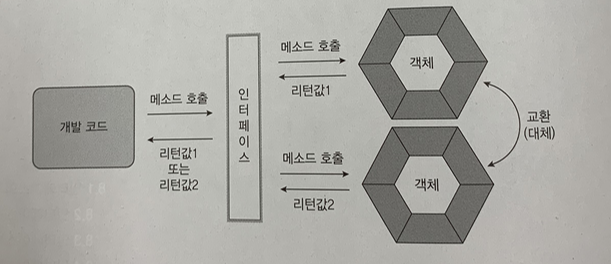 개발 코드
메소드 호출
리턴값1
또는
리턴값2
인터페이스
메소드 호출
리턴값1
객체
메소드 호출
리턴값2
객체
교환
(대체)